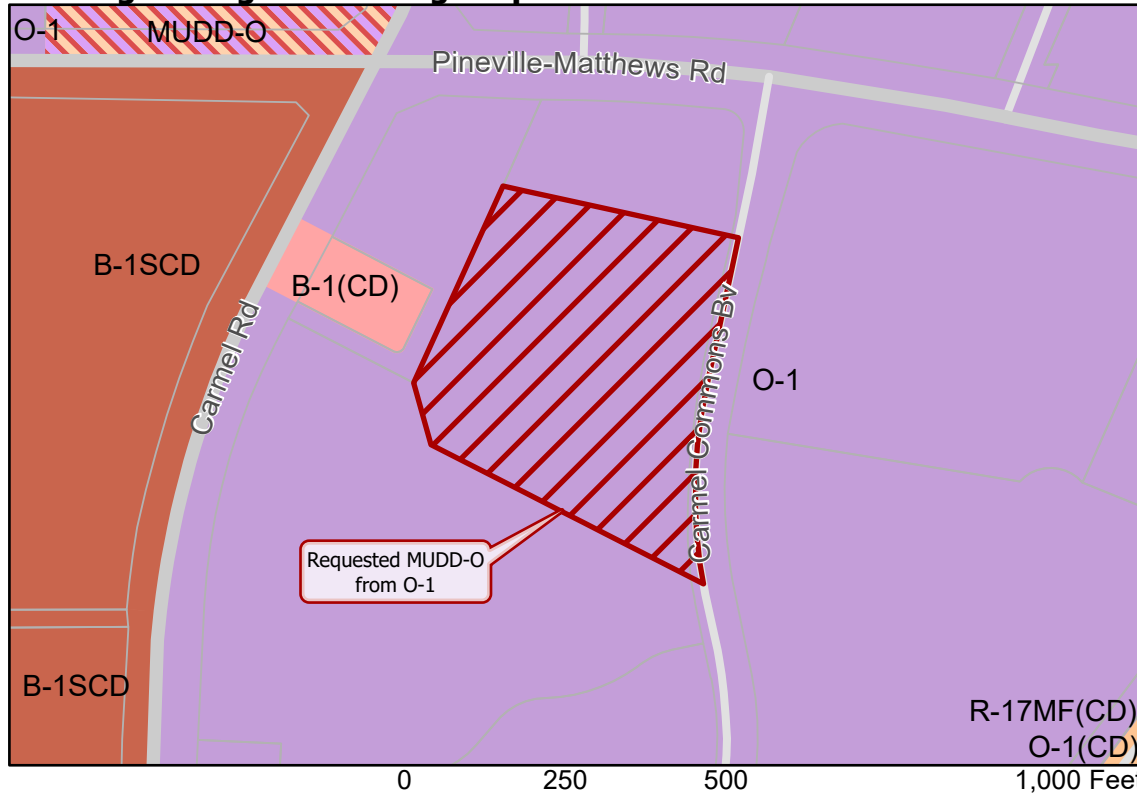 O-1
MUDD-O
Pineville-Matthews Rd
B-1SCD
B-1(CD)
Carmel Rd
Carmel Commons By
O-1
Requested MUDD-O
from O-1
B-1SCD
R-17MF(CD)
O-1(CD)
0 250 500 1,000 Feet